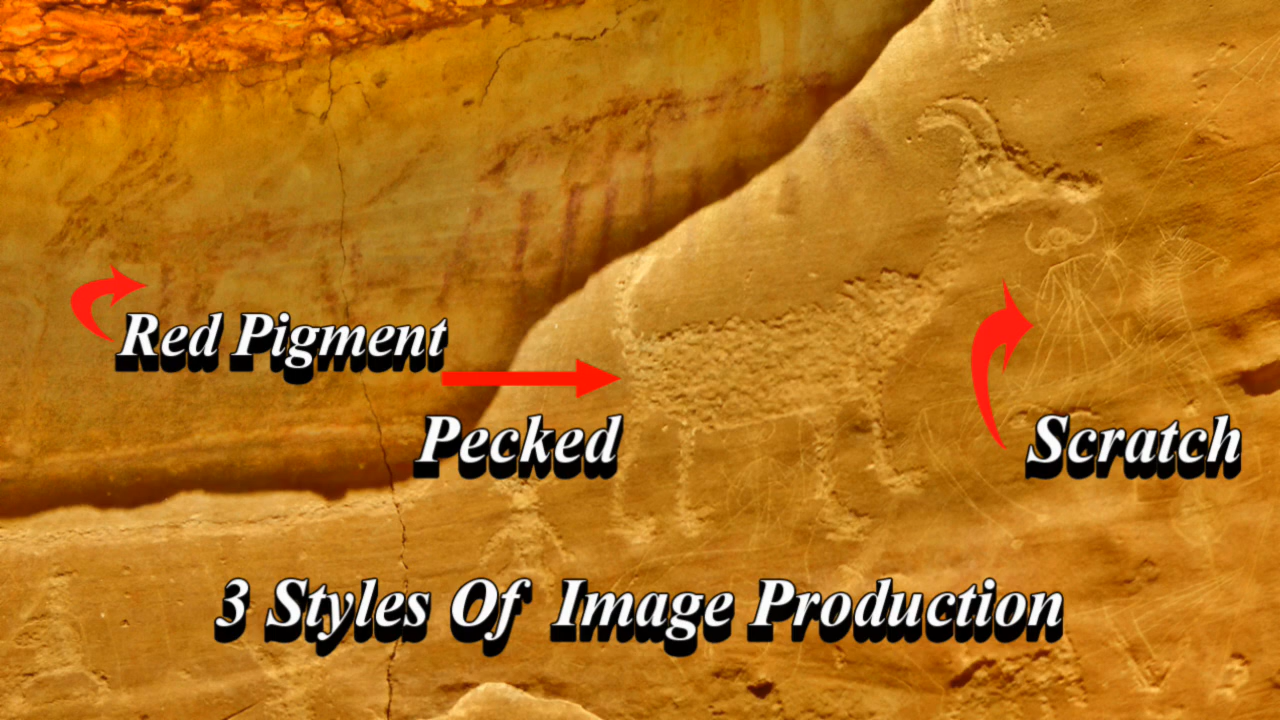 Red Pigment
Pecked
Scratch
3 Styles Of Image Production